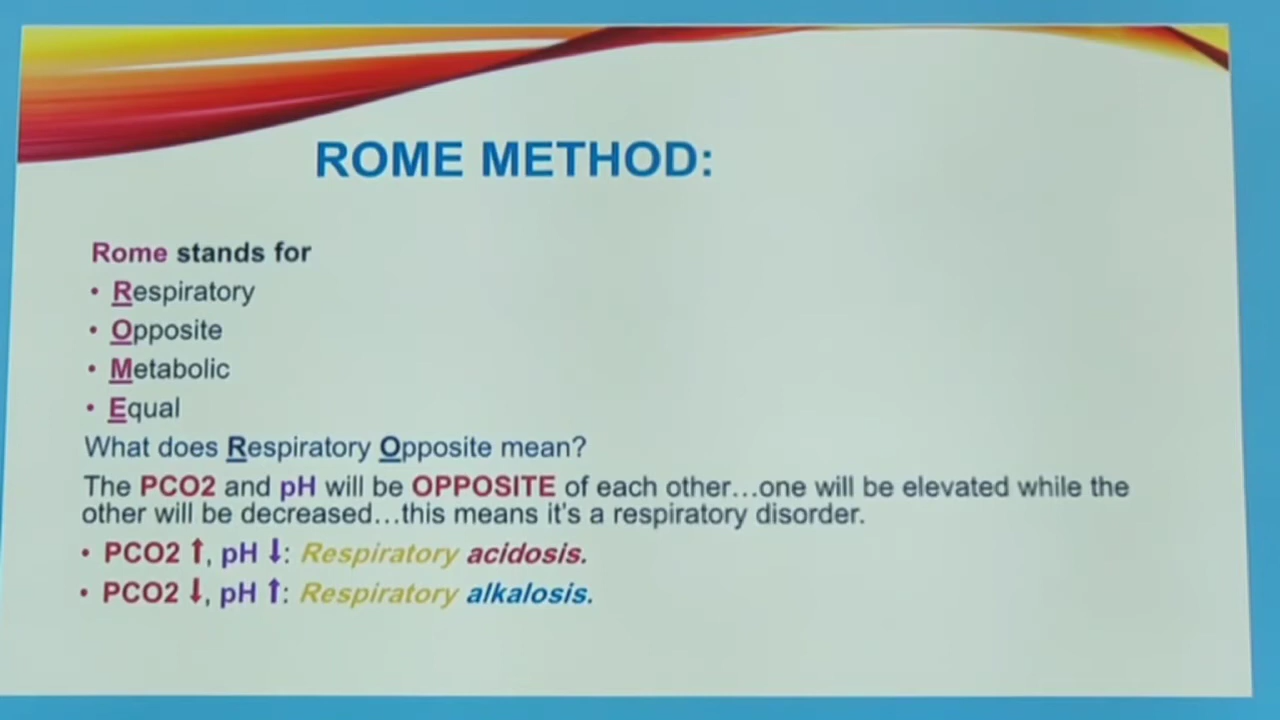 ROME METHOD:
Rome stands for
• Respiratory
• Opposite
• Metabolic
• Equal
What does Respiratory Opposite mean?
The PCO2 and pH will be OPPOSITE of each other…one will be elevated while the
other will be decreased…this means it's a respiratory disorder.
• PCO2 ↑, pH ↓: Respiratory acidosis.
• PCO2 ↓, pH ↑: Respiratory alkalosis.